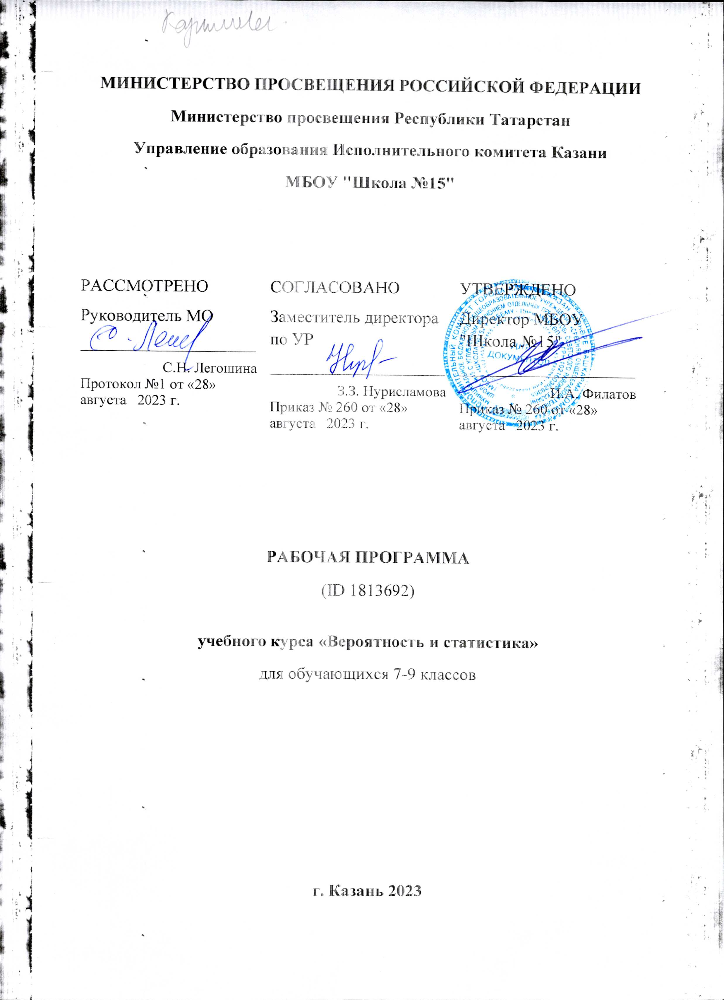 МИНИСТЕРСТВО ПРОСВЕЩЕНИЯ РОССИЙСКОЙ ФЕДЕРАЦИИ
Министерство просвещения Республики Татарстан
Управление образования Исполнительного комитета Казани
МБОУ "Школа №15"
РАССМОТРЕНО
Руководитель МО
С.Н. Легошина
Протокол №1 от «28»
августа 2023 г.
СОГЛАСОВАНО
Заместитель директора
по УР
З.З. Нурисламова
Приказ № 260 от «28»
августа 2023 г.
УТВЕРЖДЕНО
Директор МБОУ
"Школа №15"
ДОКУМЕНТОВ
И.А. Филатов
Приказ № 260 от «28»
августа 2023 г.
РАБОЧАЯ ПРОГРАММА
(ID 1813692)
учебного курса «Вероятность и статистика»
для обучающихся 7-9 классов
г. Казань 2023